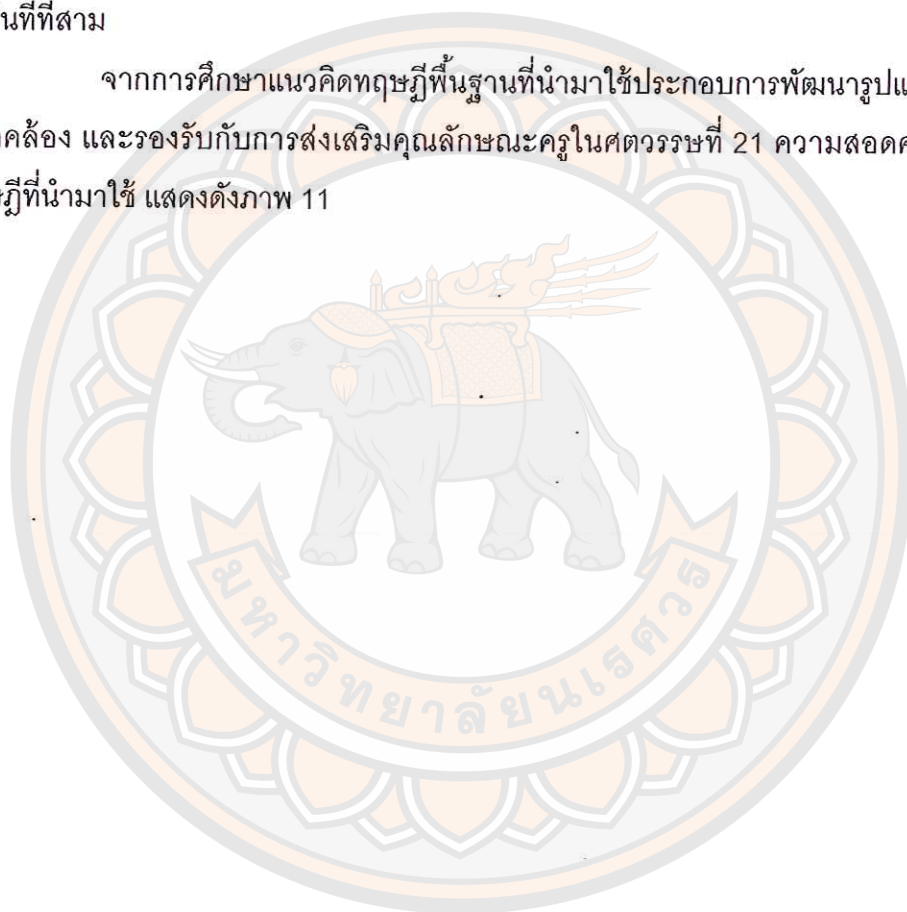 นที่ที่สาม
จากการศึกษาแนวคิดทฤษฎีพื้นฐานที่นำมาใช้ประกอบการพัฒนารูปแ
คล้อง และรองรับกับการส่งเสริมคุณลักษณะครูในศตวรรษที่ 21 ความสอดค
ฎีที่นำมาใช้ แสดงดังภาพ 11
มหาวิทยาลัยนเรศวร